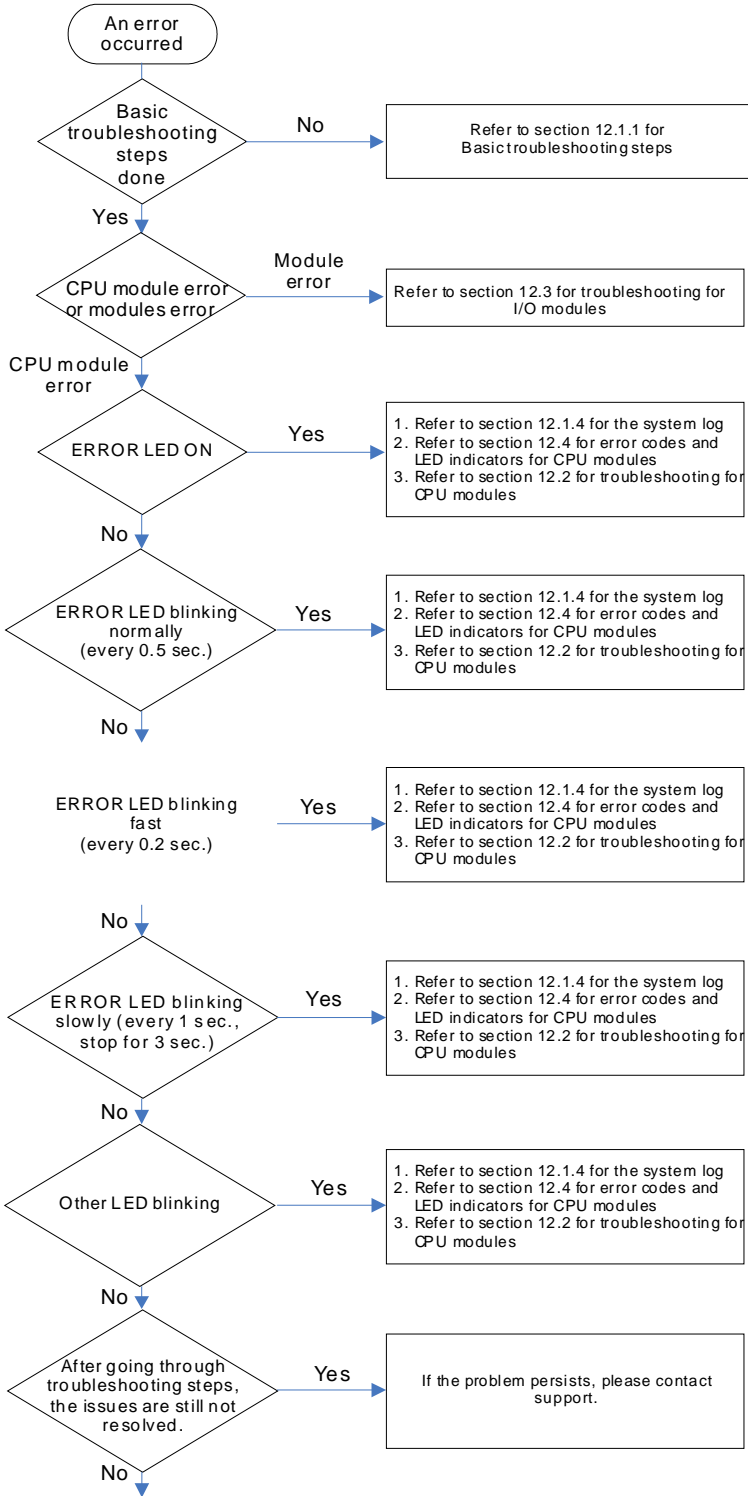 An error
occurred
Basic
troubleshooting
steps
done
No
Refer to section 12.1.1 for
Basic troubleshooting steps
Yes
CPU module error
or modules error
Module
error
Refer to section 12.3 for troubleshooting for
I/O modules
CPU module
error
ERROR LED ON
Yes
1. Refer to section 12.1.4 for the system log
2. Refer to section 12.4 for error codes and
LED indicators for CPU modules
3. Refer to section 12.2 for troubleshooting for
CPU modules
No
ERROR LED blinking
normally
(every 0.5 sec.)
Yes
1. Refer to section 12.1.4 for the system log
2. Refer to section 12.4 for error codes and
LED indicators for CPU modules
3. Refer to section 12.2 for troubleshooting for
CPU modules
No
ERROR LED blinking
fast
(every 0.2 sec.)
Yes
1. Refer to section 12.1.4 for the system log
2. Refer to section 12.4 for error codes and
LED indicators for CPU modules
3. Refer to section 12.2 for troubleshooting for
CPU modules
No
ERROR LED blinking
slowly (every 1 sec.,
stop for 3 sec.)
Yes
1. Refer to section 12.1.4 for the system log
2. Refer to section 12.4 for error codes and
LED indicators for CPU modules
3. Refer to section 12.2 for troubleshooting for
CPU modules
No
Other LED blinking
Yes
1. Refer to section 12.1.4 for the system log
2. Refer to section 12.4 for error codes and
LED indicators for CPU modules
3. Refer to section 12.2 for troubleshooting for
CPU modules
No
After going through
troubleshooting steps,
the issues are still not
resolved.
Yes
If the problem persists, please contact
support.
No